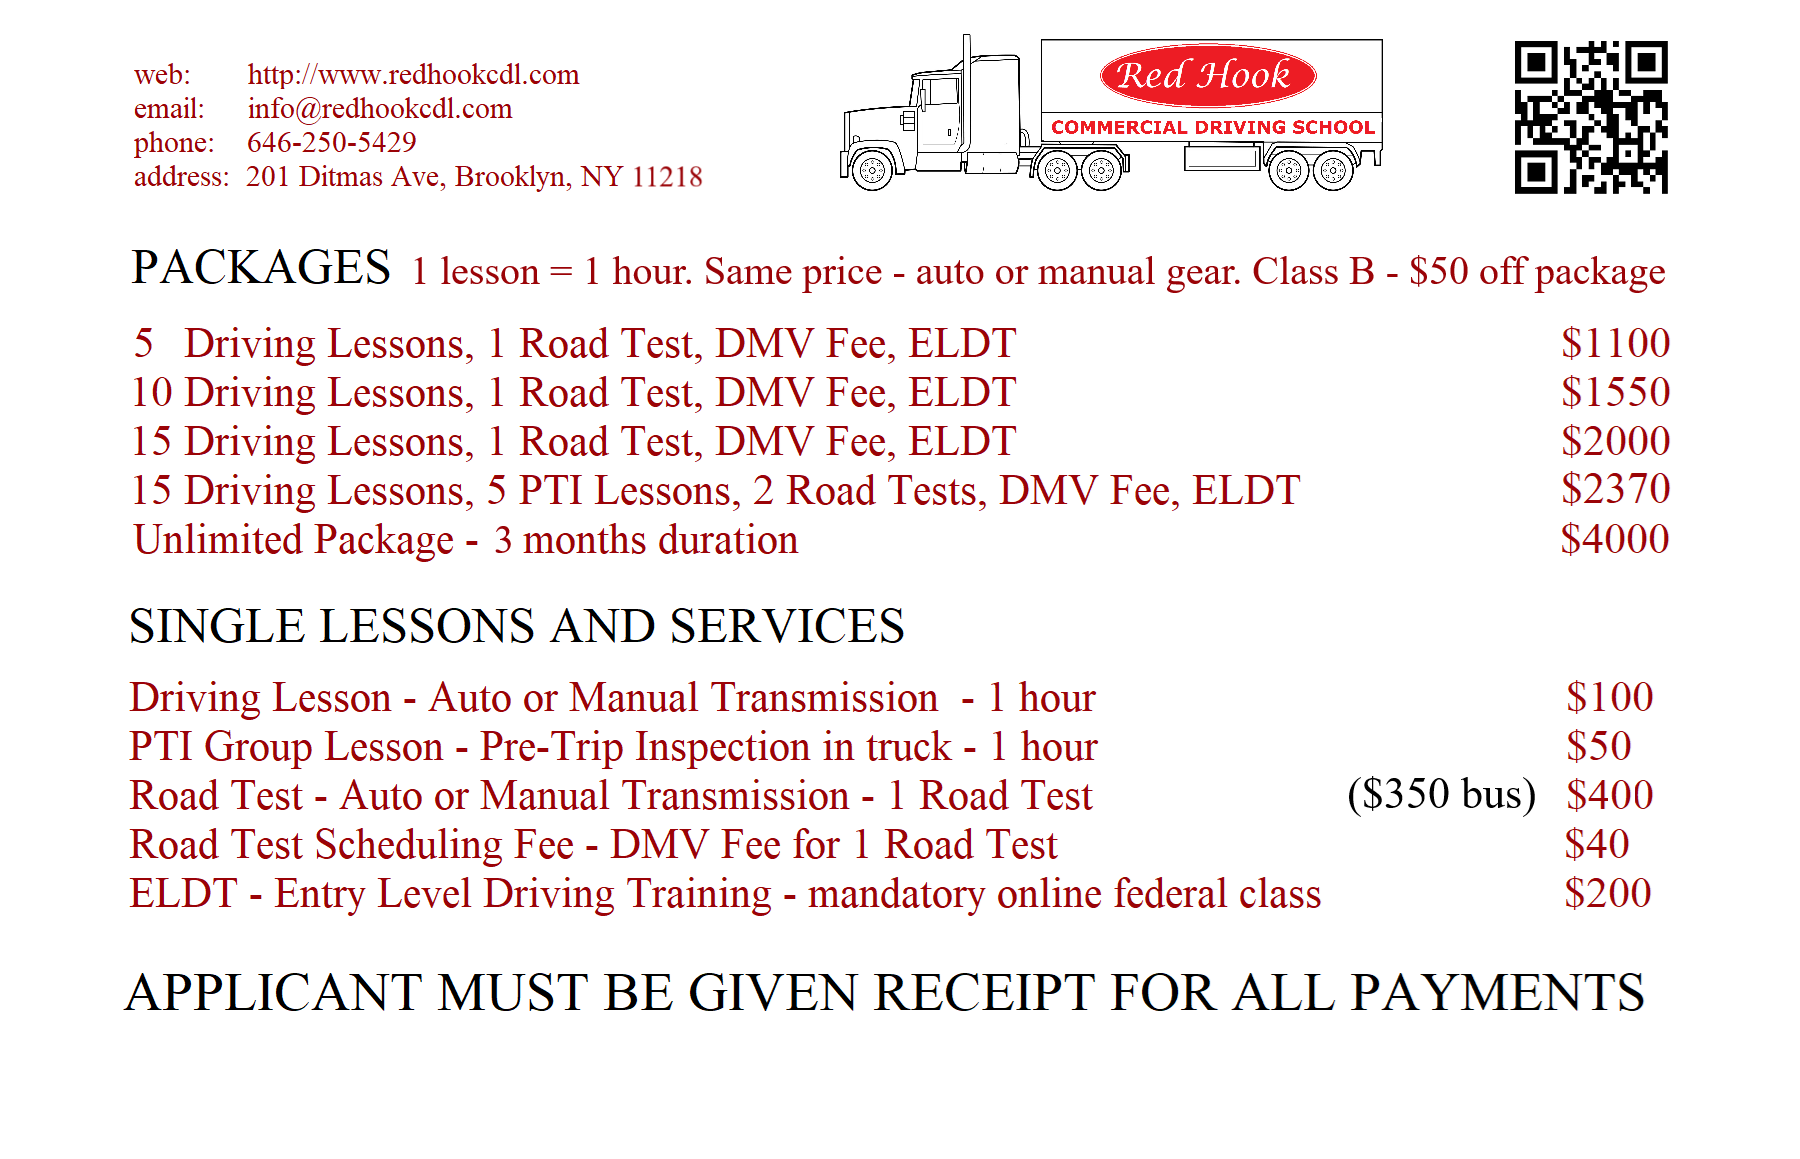 web: http://www.redhookcdl.com
email: info@redhookcdl.com
phone: 646-250-5429
address: 201 Ditmas Ave, Brooklyn, NY 11218
Red Hook
COMMERCIAL DRIVING SCHOOL
PACKAGES 1 lesson = 1 hour. Same price - auto or manual gear. Class B - $50 off package
5 Driving Lessons, 1 Road Test, DMV Fee, ELDT $1100
10 Driving Lessons, 1 Road Test, DMV Fee, ELDT $1550
15 Driving Lessons, 1 Road Test, DMV Fee, ELDT $2000
15 Driving Lessons, 5 PTI Lessons, 2 Road Tests, DMV Fee, ELDT $2370
Unlimited Package - 3 months duration $4000
SINGLE LESSONS AND SERVICES
Driving Lesson - Auto or Manual Transmission - 1 hour $100
PTI Group Lesson - Pre-Trip Inspection in truck - 1 hour $50
Road Test - Auto or Manual Transmission - 1 Road Test ($350 bus) $400
Road Test Scheduling Fee - DMV Fee for 1 Road Test $40
ELDT - Entry Level Driving Training - mandatory online federal class $200
APPLICANT MUST BE GIVEN RECEIPT FOR ALL PAYMENTS